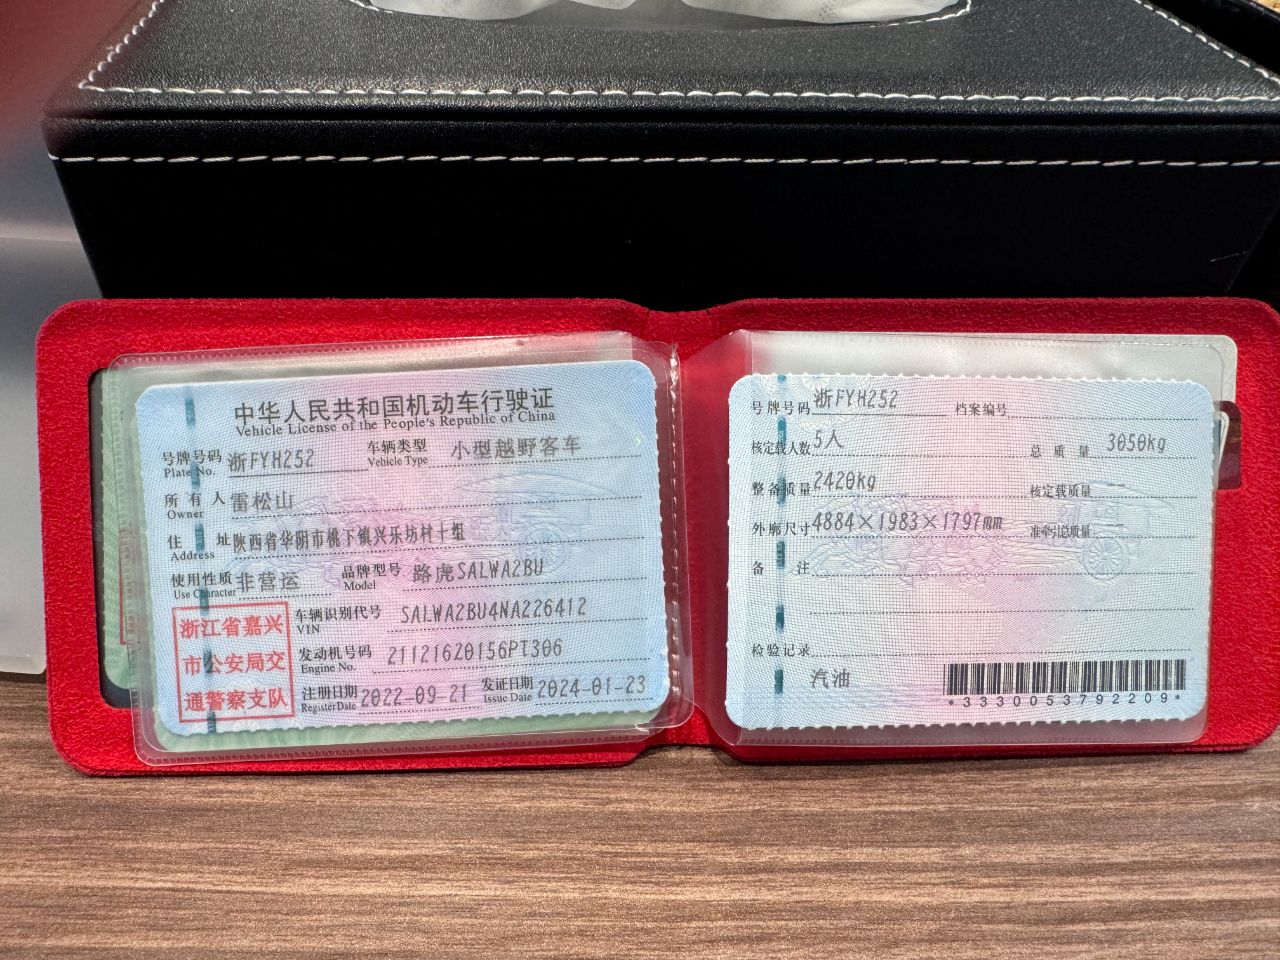 中华人民共和国机动车行驶证
Vehicle License of the People's Republic of China
号牌号码 浙FYH252 车辆类型 小型越野客车
Plate No. Vehicle Type
所有人 雷松山
Owner
住址 陕西省华阴市桃下镇兴乐坊村十组
Address
使用性质 非营运 品牌型号 路虎SALWA2BU
Use Character Model
浙江省嘉兴
市公安局交
通警察支队
车辆识别代号 SALWA2BU4NA226412
VIN
发动机号码 21121620156PT306
Engine No.
注册日期 2022-09-21 发证日期 2024-01-23
Register Date Issue Date
号牌号码 浙FYH252 档案编号
核定载人数 5人 总质量 3050kg
整备质量 2420kg 核定载质量 --
外廓尺寸 4884×1983×1797mm 准牵引总质量 --
备注
检验记录
汽油
*3330053792209*